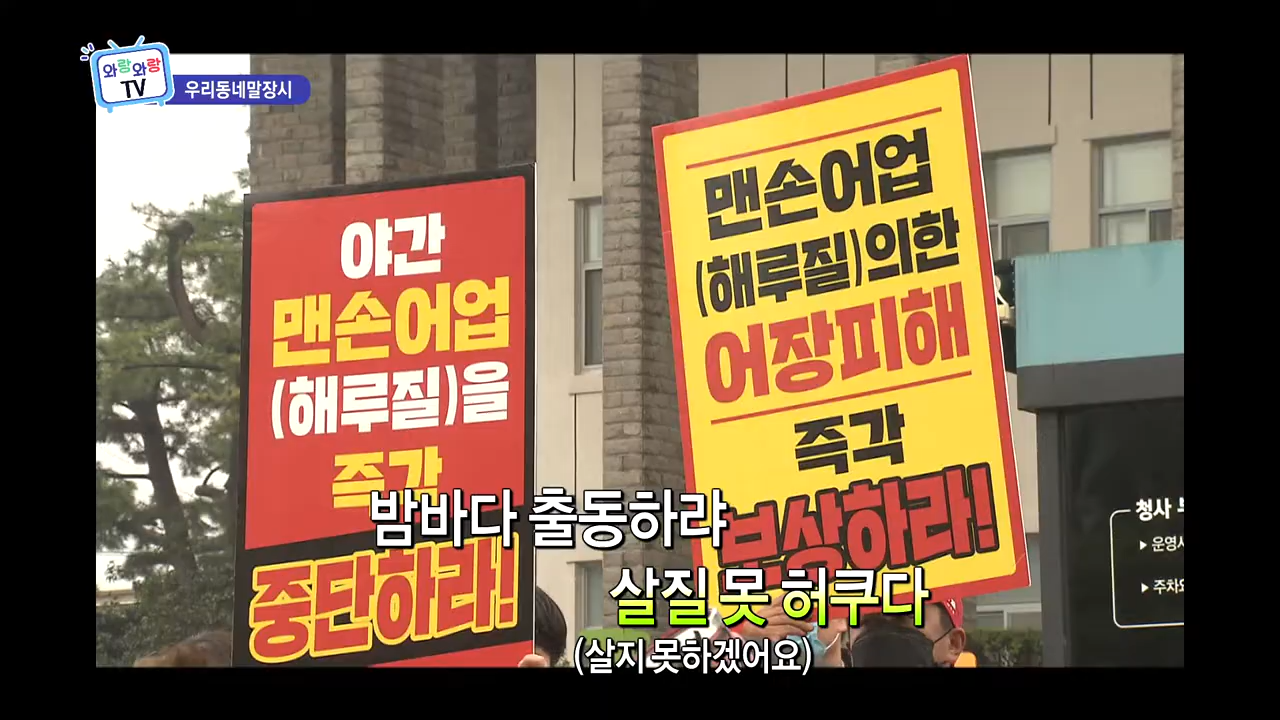 와랑와랑
TV
우리동네말장시
야간
맨손어업
(해루질)을
즉각
중단하라!
맨손어업
(해루질)의한
어장피해
즉각
보상하라!
청사
▶운영시
▶주차요
밤바다 출동하랴
살질 못 허쿠다
(살지 못하겠어요)